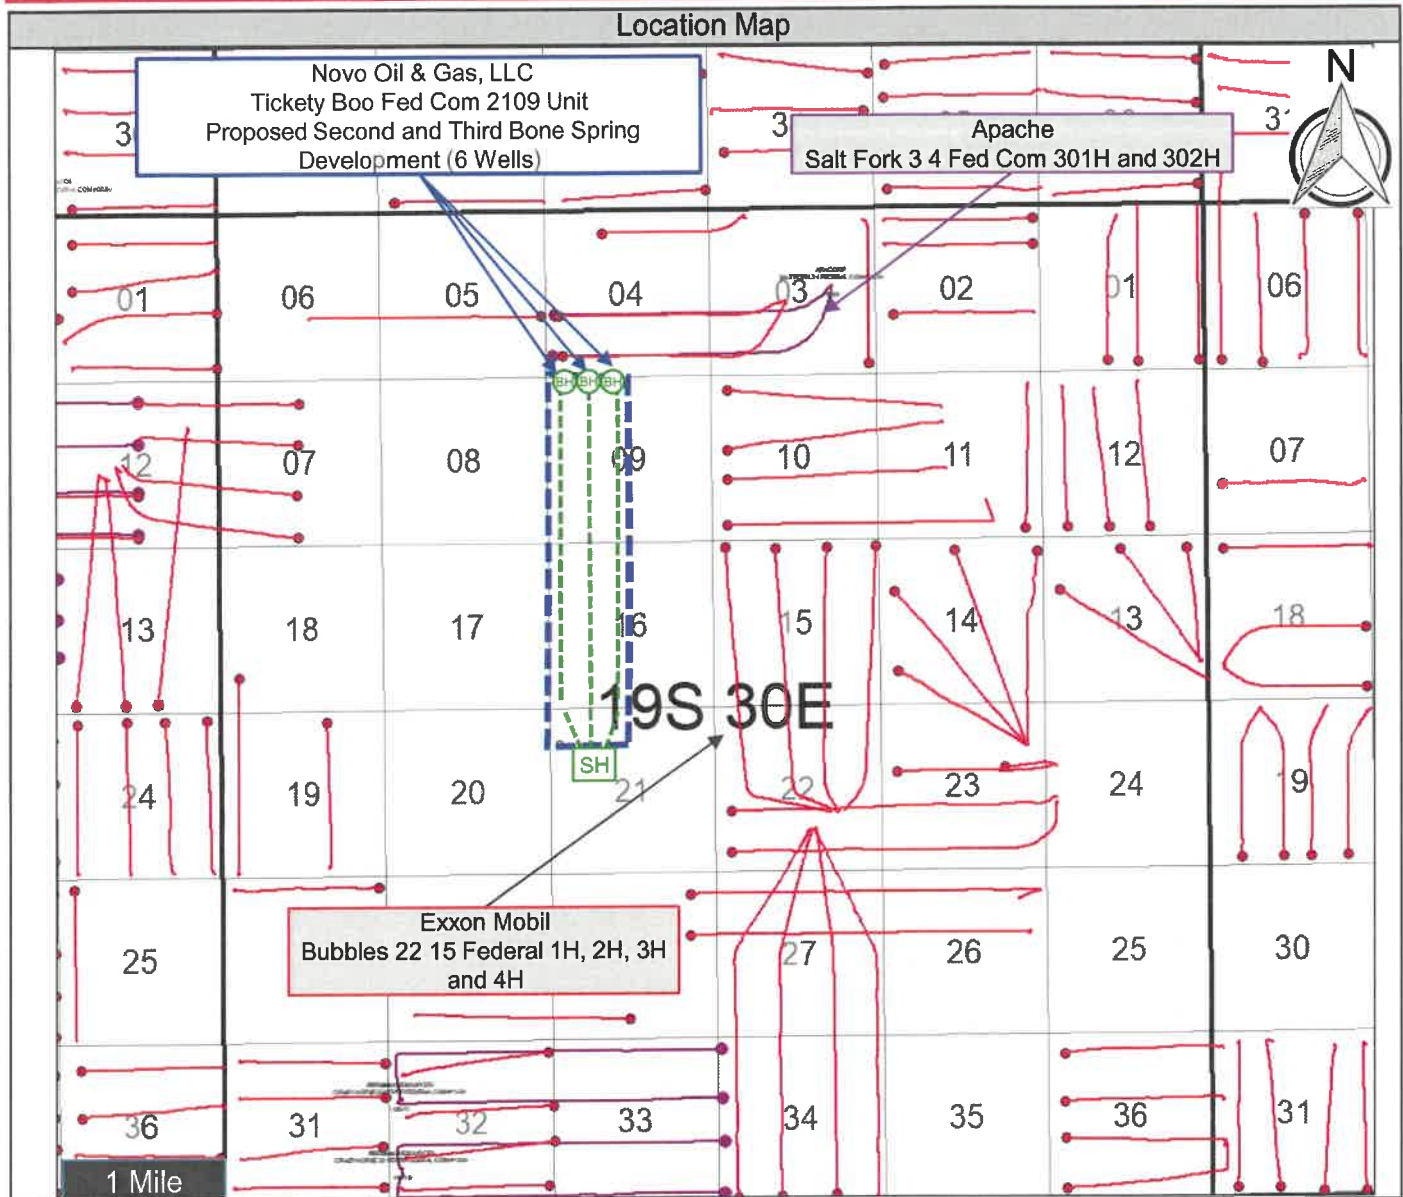 Location Map
Novo Oil & Gas, LLC
Tickety Boo Fed Com 2109 Unit
Proposed Second and Third Bone Spring
Development (6 Wells)
Apache
Salt Fork 3 4 Fed Com 301H and 302H
N
3
3
31
01 06 05 04 03 02 01 06
BH BH BH
12 07 08 09 10 11 12 07
13 18 17 16 15 14 13 18
19S 30E
SH
24 19 20 21 22 23 24 19
Exxon Mobil
Bubbles 22 15 Federal 1H, 2H, 3H
and 4H
25 27 26 25 30
36 31 32 33 34 35 36 31
1 Mile